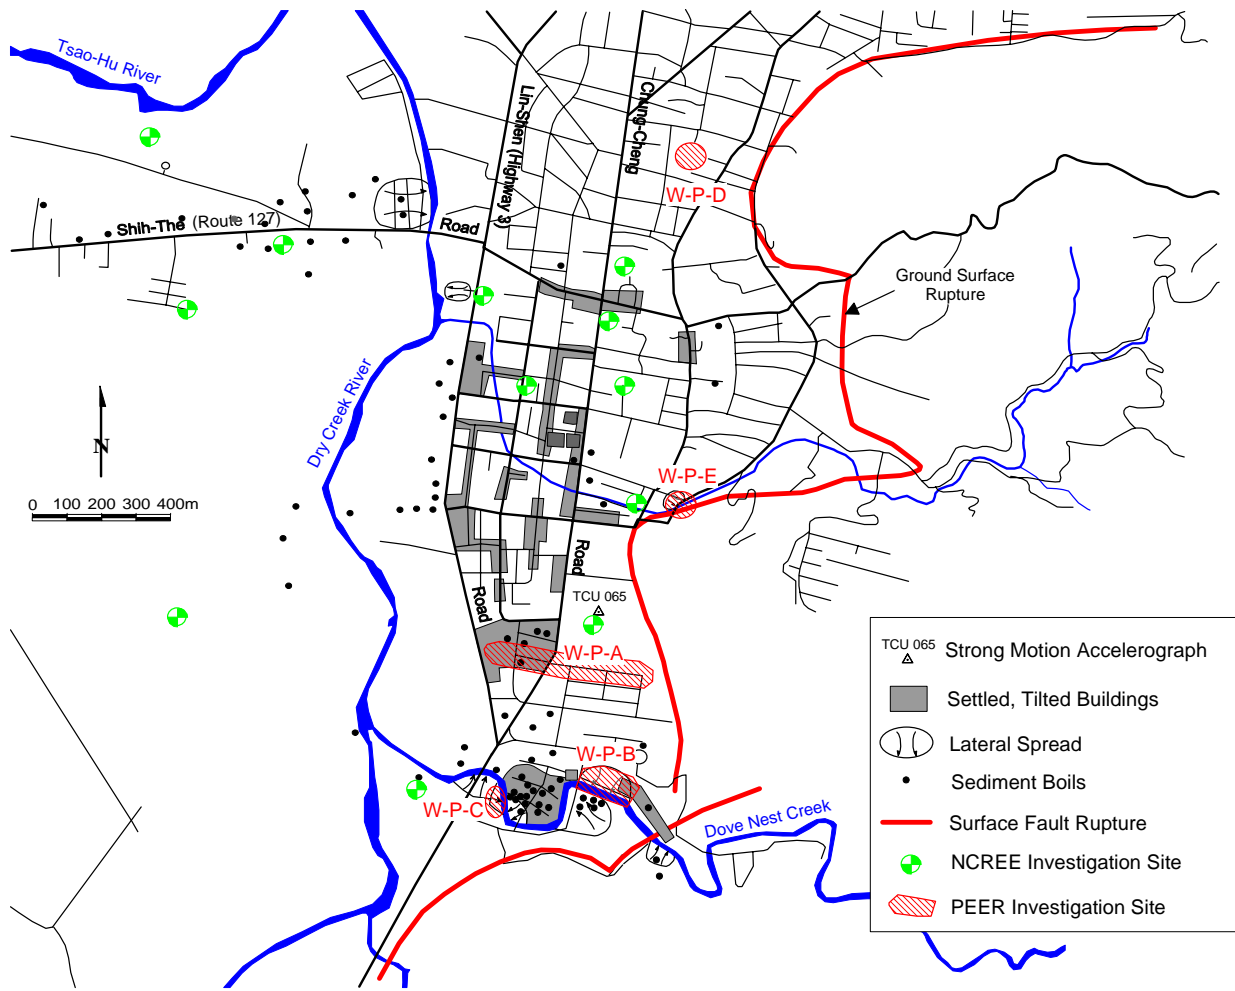 Tsao-Hu River
Lin-Shen (Highway 3)
Chung-Cheng
W-P-D
Shih-The (Route 127)
Road
Ground Surface
Rupture
Dry Creek River
N
W-P-E
0 100 200 300 400m
Road
Road
TCU 065
W-P-A
W-P-B
W-P-C
Dove Nest Creek
TCU 065
Strong Motion Accelerograph
Settled, Tilted Buildings
Lateral Spread
Sediment Boils
Surface Fault Rupture
NCREE Investigation Site
PEER Investigation Site